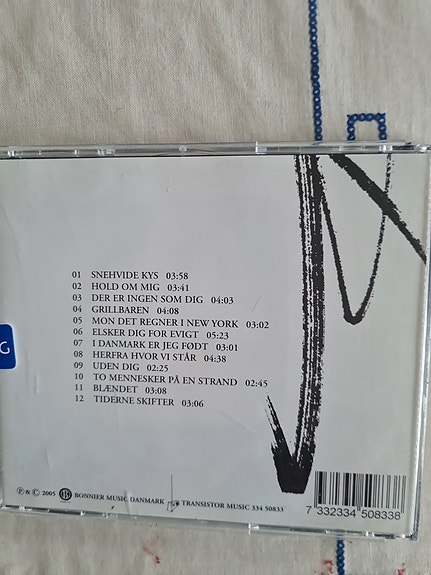 01 SNEHVIDE KYS 03:58
02 HOLD OM MIG 03:41
03 DER ER INGEN SOM DIG 04:03
04 GRILLBAREN 04:08
05 MON DET REGNER I NEW YORK 03:02
06 ELSKER DIG FOR EVIGT 05:23
07 I DANMARK ER JEG FØDT 03:01
08 HERFRA HVOR VI STÅR 04:38
09 UDEN DIG 02:25
10 TO MENNESKER PÅ EN STRAND 02:45
11 BLÆNDET 03:08
12 TIDERNE SKIFTER 03:06
G
℗ & © 2005 B BONNIER MUSIC DANMARK TRANSISTOR MUSIC 334 50833
7 332334 508338